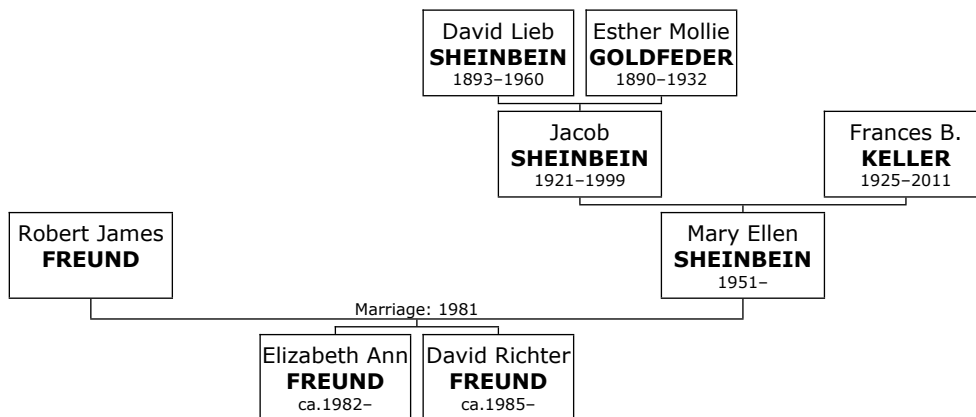 David Lieb
SHEINBEIN
1893–1960
Esther Mollie
GOLDFEDER
1890–1932
Jacob
SHEINBEIN
1921–1999
Frances B.
KELLER
1925–2011
Robert James
FREUND
Mary Ellen
SHEINBEIN
1951–
Marriage: 1981
Elizabeth Ann
FREUND
ca.1982–
David Richter
FREUND
ca.1985–